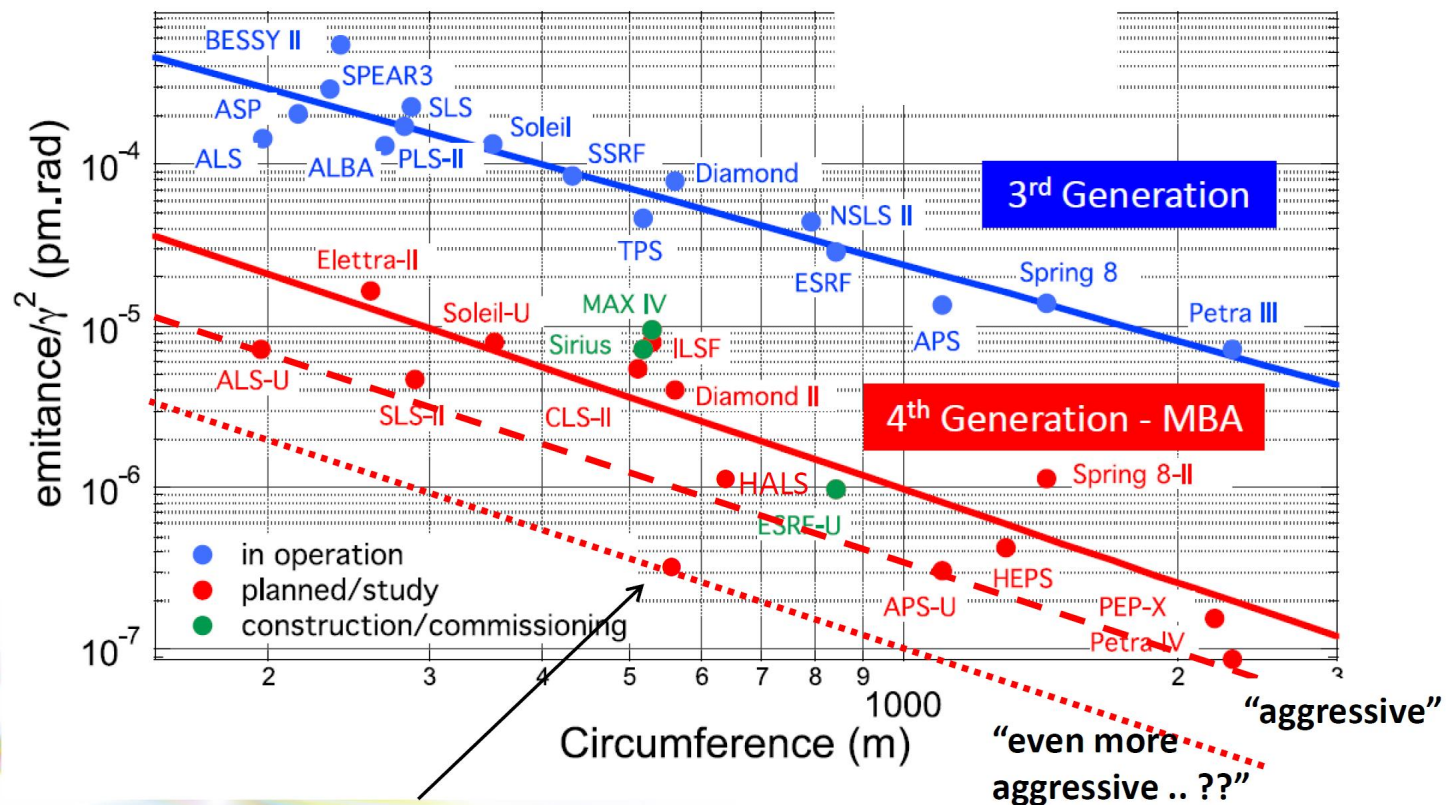 BESSY II
SPEAR3
ASP
SLS
ALS
ALBA
PLS-II
Soleil
SSRF
Diamond
TPS
NSLS II
ESRF
APS
Spring 8
Petra III
3rd Generation
Elettra-II
Soleil-U
MAX IV
Sirius
ILSF
ALS-U
SLS-II
CLS-II
Diamond II
4th Generation - MBA
HALS
ESRF-U
Spring 8-II
HEPS
APS-U
PEP-X
Petra IV
in operation
planned/study
construction/commissioning
emitance/γ2 (pm.rad)
10-4
10-5
10-6
10-7
2 3 4 5 6 7 8 9 1000 2 3
Circumference (m)
"aggressive"
"even more
aggressive .. ??"